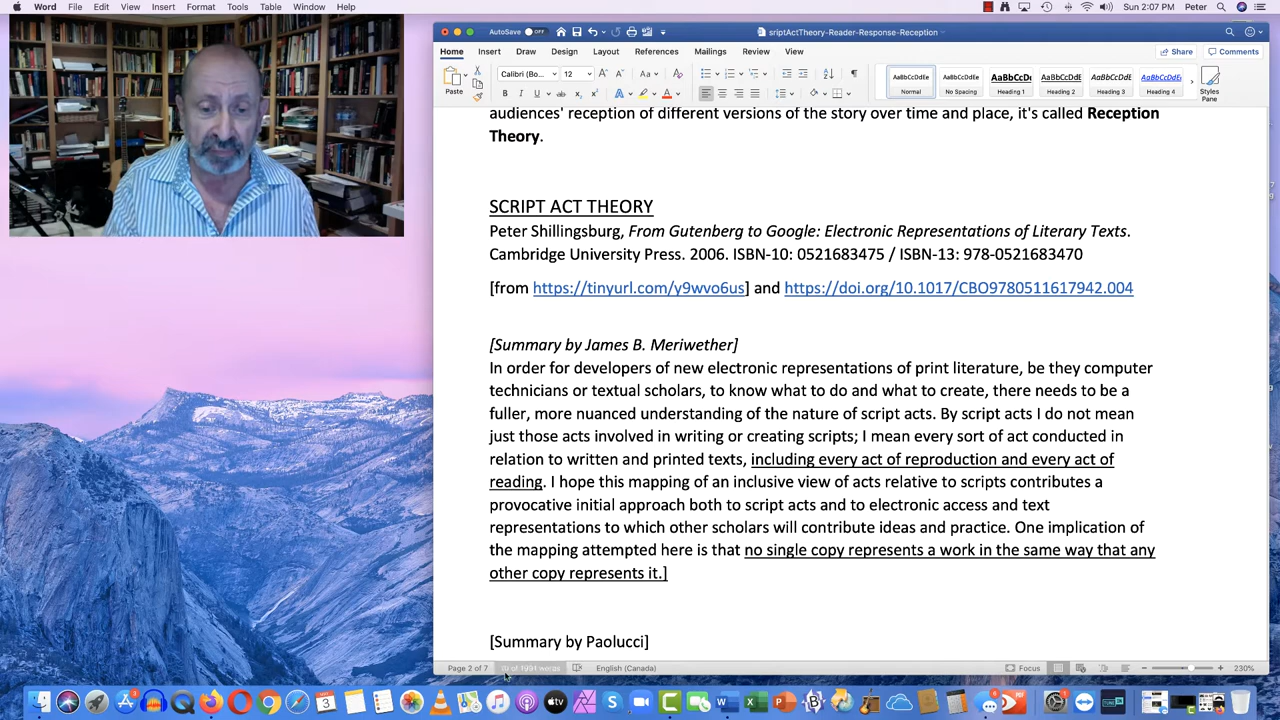 Word File Edit View Insert Format Tools Table Window Help
Sun 2:07 PM Peter
AutoSave OFF
sriptActTheory-Reader-Response-Reception
Home Insert Draw Design Layout References Mailings Review View
Share Comments
Paste
Calibri (Bo... 12
AaBbCcDdEe AaBbCcDdEe AaBbCcDc AaBbCcDdEe AaBbCcDdEe AaBbCcDdE
Normal No Spacing Heading 1 Heading 2 Heading 3 Heading 4
Styles
Pane
audiences' reception of different versions of the story over time and place, it's called Reception
Theory.
SCRIPT ACT THEORY
Peter Shillingsburg, From Gutenberg to Google: Electronic Representations of Literary Texts.
Cambridge University Press. 2006. ISBN-10: 0521683475 / ISBN-13: 978-0521683470
[from https://tinyurl.com/y9wvo6us] and https://doi.org/10.1017/CBO9780511617942.004
[Summary by James B. Meriwether]
In order for developers of new electronic representations of print literature, be they computer
technicians or textual scholars, to know what to do and what to create, there needs to be a
fuller, more nuanced understanding of the nature of script acts. By script acts I do not mean
just those acts involved in writing or creating scripts; I mean every sort of act conducted in
relation to written and printed texts, including every act of reproduction and every act of
reading. I hope this mapping of an inclusive view of acts relative to scripts contributes a
provocative initial approach both to script acts and to electronic access and text
representations to which other scholars will contribute ideas and practice. One implication of
the mapping attempted here is that no single copy represents a work in the same way that any
other copy represents it.]
[Summary by Paolucci]
Page 2 of 7 of 1991 words English (Canada)
Focus 230%